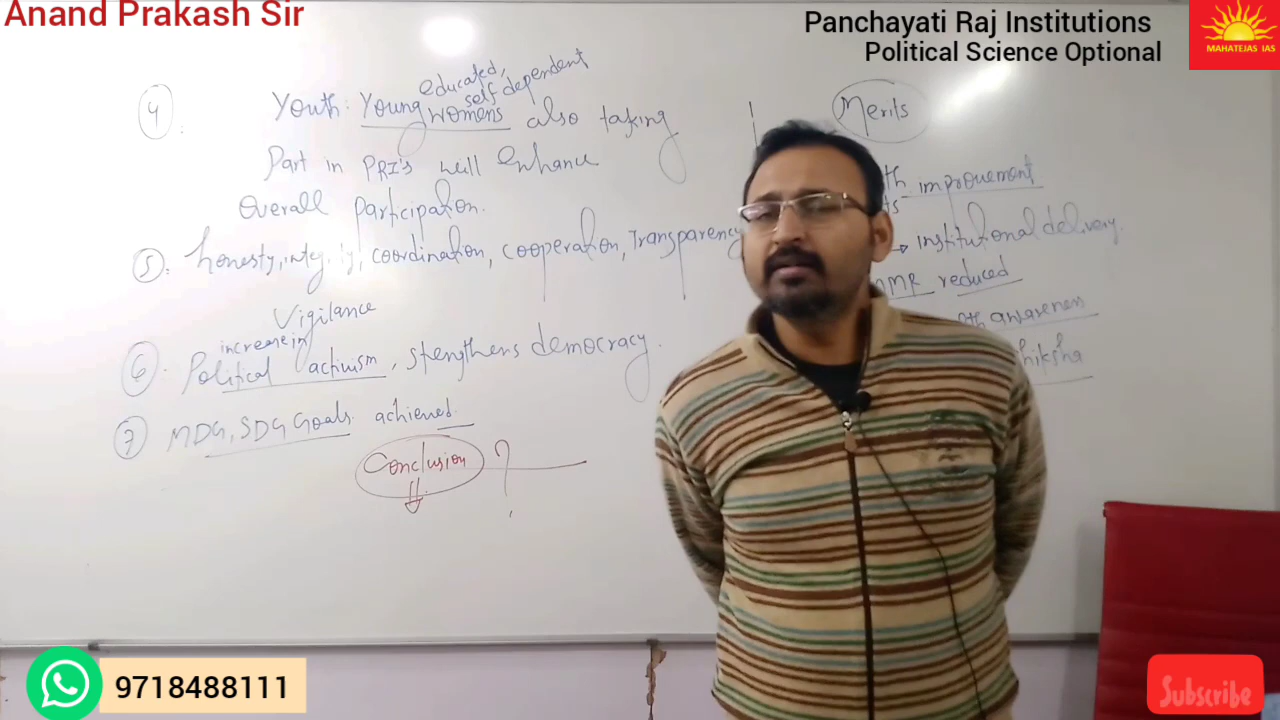 Anand Prakash Sir
Panchayati Raj Institutions
Political Science Optional
MAHATEJAS IAS
4. Youth: Young educated, self dependent womens also taking
Part in PRI's will enhance
Overall participation.
5. honesty, coordination, cooperation, Transparency
Vigilance
6. increase in Political activism, stengthens democracy.
7) MDG, SDG Goals achieved.
Conclusion ?
Merits
improvement
→ institutional delivery.
MMR reduced
awareness
9718488111
Subscribe